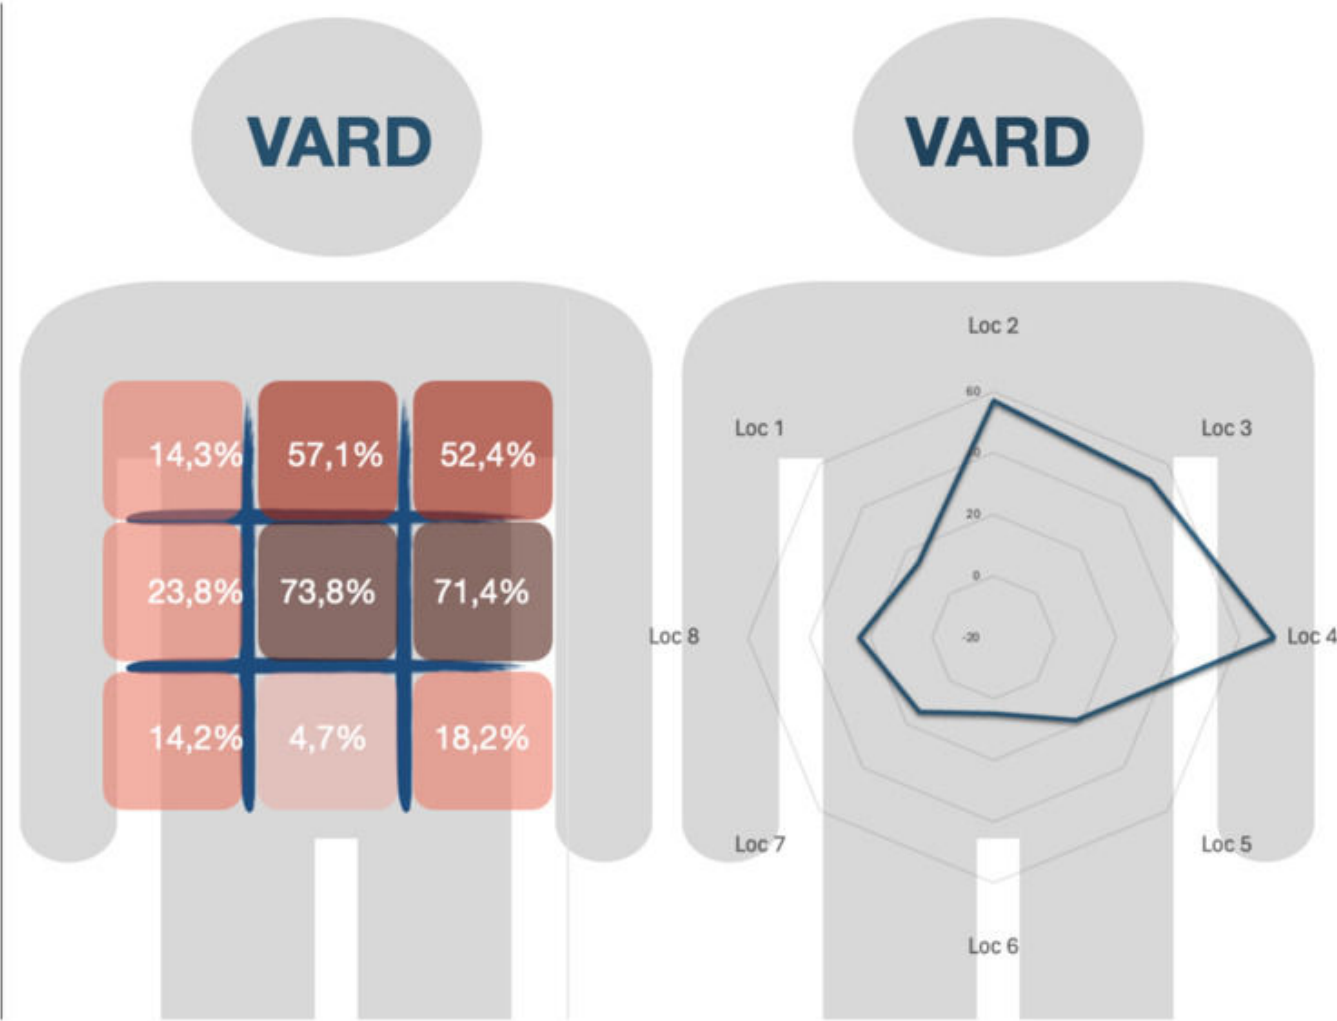 VARD
VARD
14,3% 57,1% 52,4%
23,8% 73,8% 71,4%
14,2% 4,7% 18,2%
Loc 2
60
Loc 1
Loc 3
20
0
Loc 8
-20
Loc 4
Loc 7
Loc 5
Loc 6